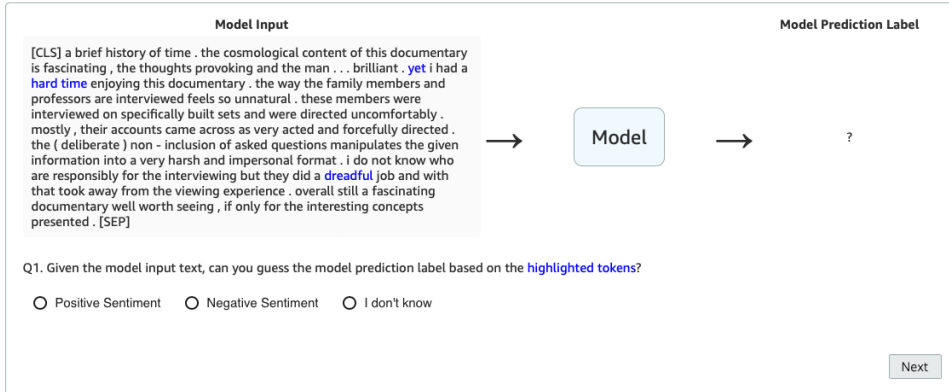 Model Input
Model Prediction Label
[CLS] a brief history of time . the cosmological content of this documentary
is fascinating , the thoughts provoking and the man . . . brilliant . yet i had a
hard time enjoying this documentary . the way the family members and
professors are interviewed feels so unnatural . these members were
interviewed on specifically built sets and were directed uncomfortably .
mostly , their accounts came across as very acted and forcefully directed .
the ( deliberate ) non - inclusion of asked questions manipulates the given
information into a very harsh and impersonal format . i do not know who
are responsibly for the interviewing but they did a dreadful job and with
that took away from the viewing experience . overall still a fascinating
documentary well worth seeing , if only for the interesting concepts
presented . [SEP]
Model
?
Q1. Given the model input text, can you guess the model prediction label based on the highlighted tokens?
Positive Sentiment
Negative Sentiment
I don't know
Next